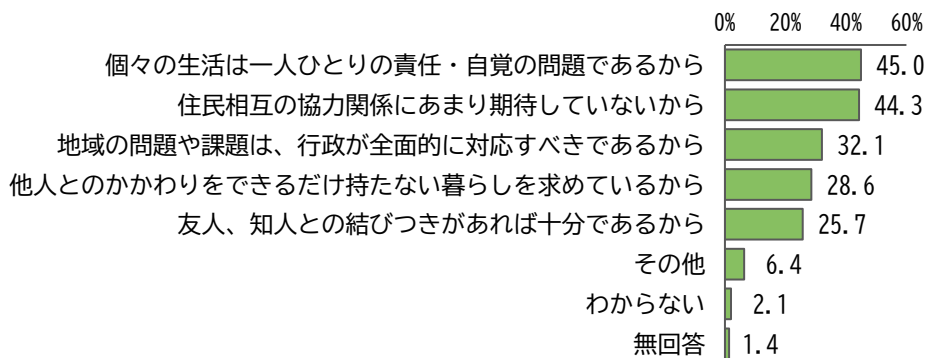 0% 20% 40% 60%
個々の生活は一人ひとりの責任・自覚の問題であるから 45.0
住民相互の協力関係にあまり期待していないから 44.3
地域の問題や課題は、行政が全面的に対応すべきであるから 32.1
他人とのかかわりをできるだけ持たない暮らしを求めているから 28.6
友人、知人との結びつきがあれば十分であるから 25.7
その他 6.4
わからない 2.1
無回答 1.4